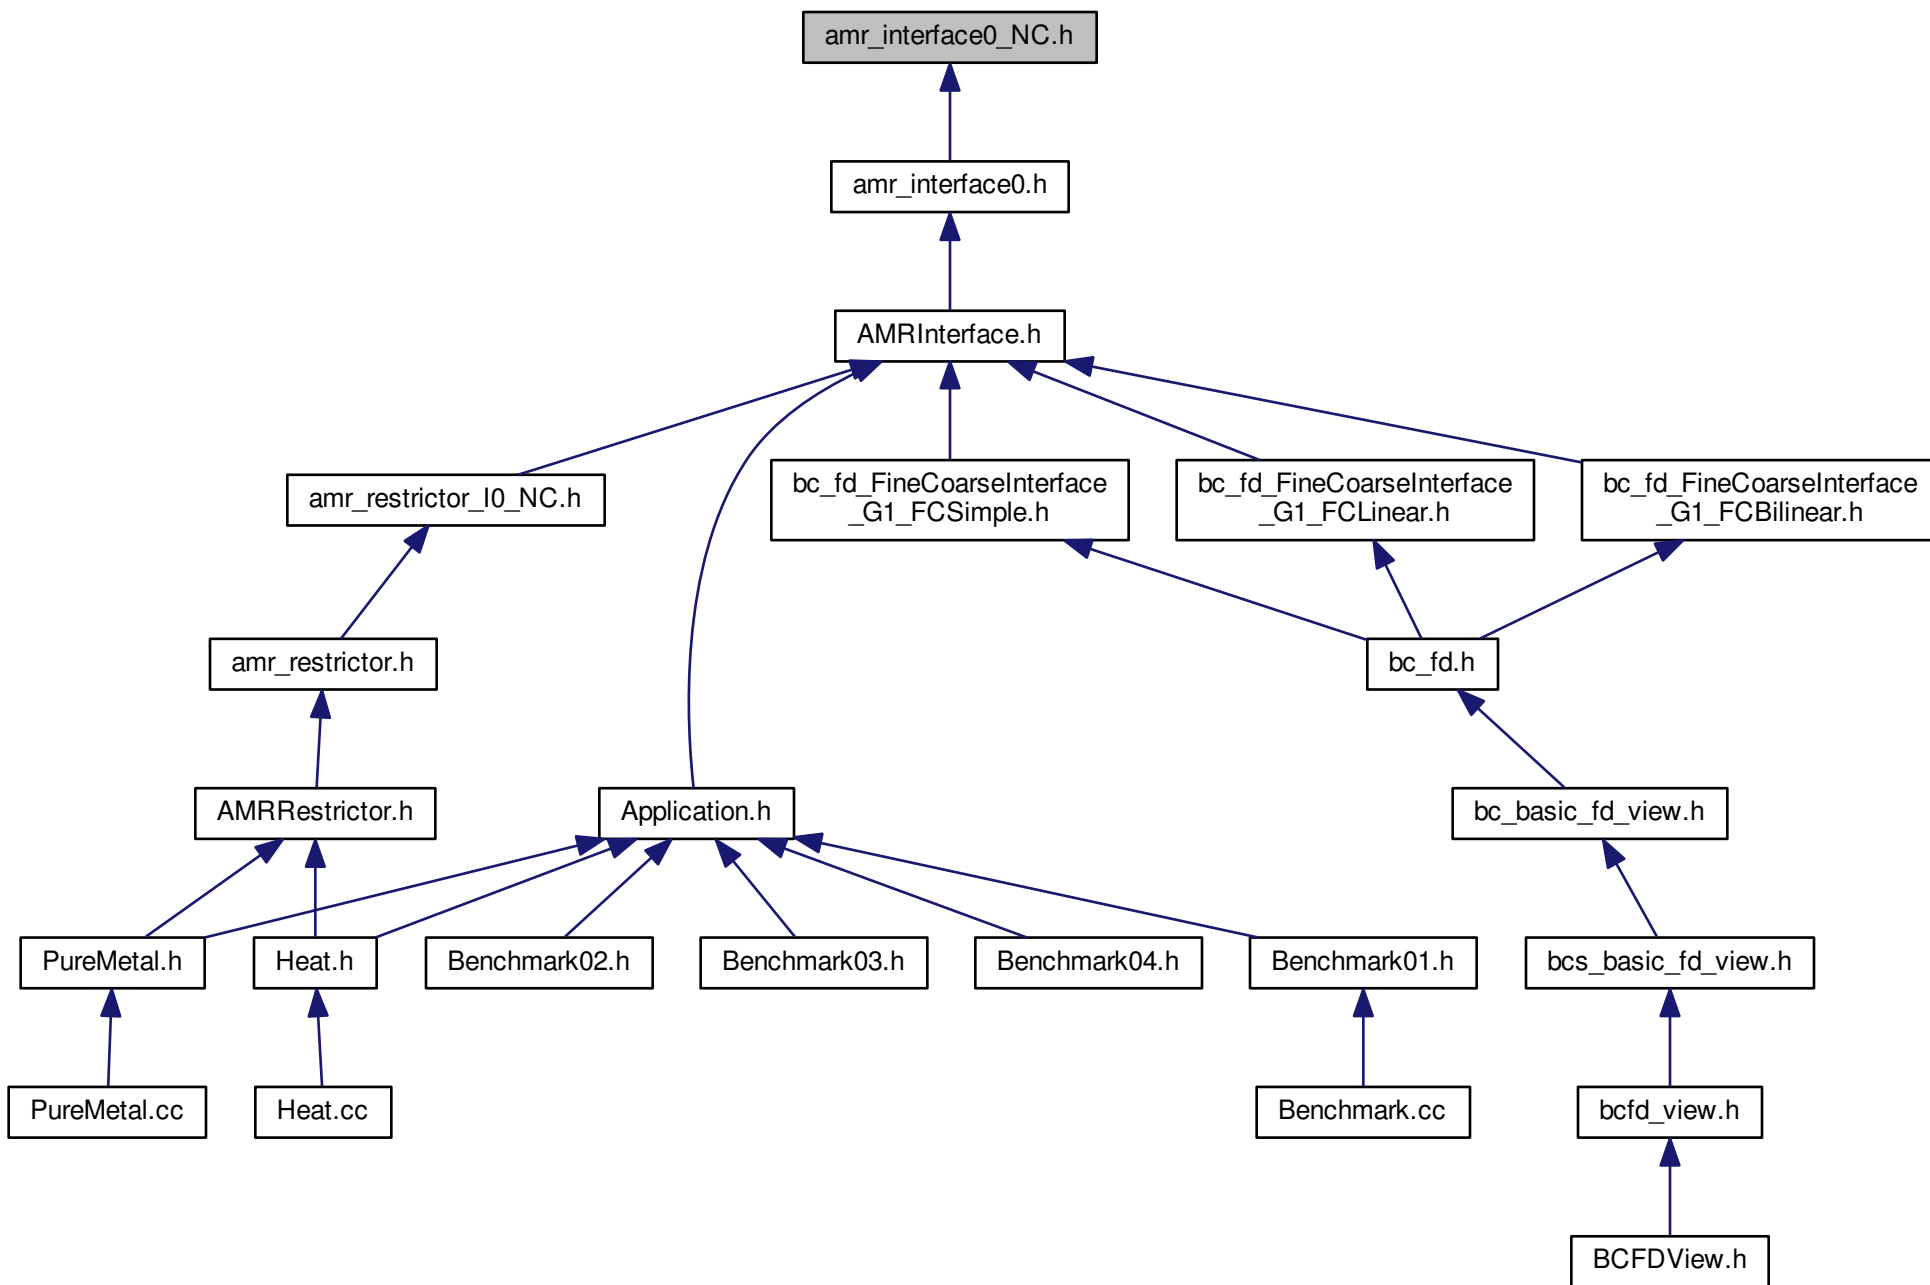 amr_interface0_NC.h
amr_interface0.h
AMRInterface.h
amr_restrictor_I0_NC.h
bc_fd_FineCoarseInterface
_G1_FCSimple.h
bc_fd_FineCoarseInterface
_G1_FCLinear.h
bc_fd_FineCoarseInterface
_G1_FCBilinear.h
amr_restrictor.h
bc_fd.h
AMRRestrictor.h
Application.h
bc_basic_fd_view.h
PureMetal.h
Heat.h
Benchmark02.h
Benchmark03.h
Benchmark04.h
Benchmark01.h
bcs_basic_fd_view.h
PureMetal.cc
Heat.cc
Benchmark.cc
bcfd_view.h
BCFDView.h